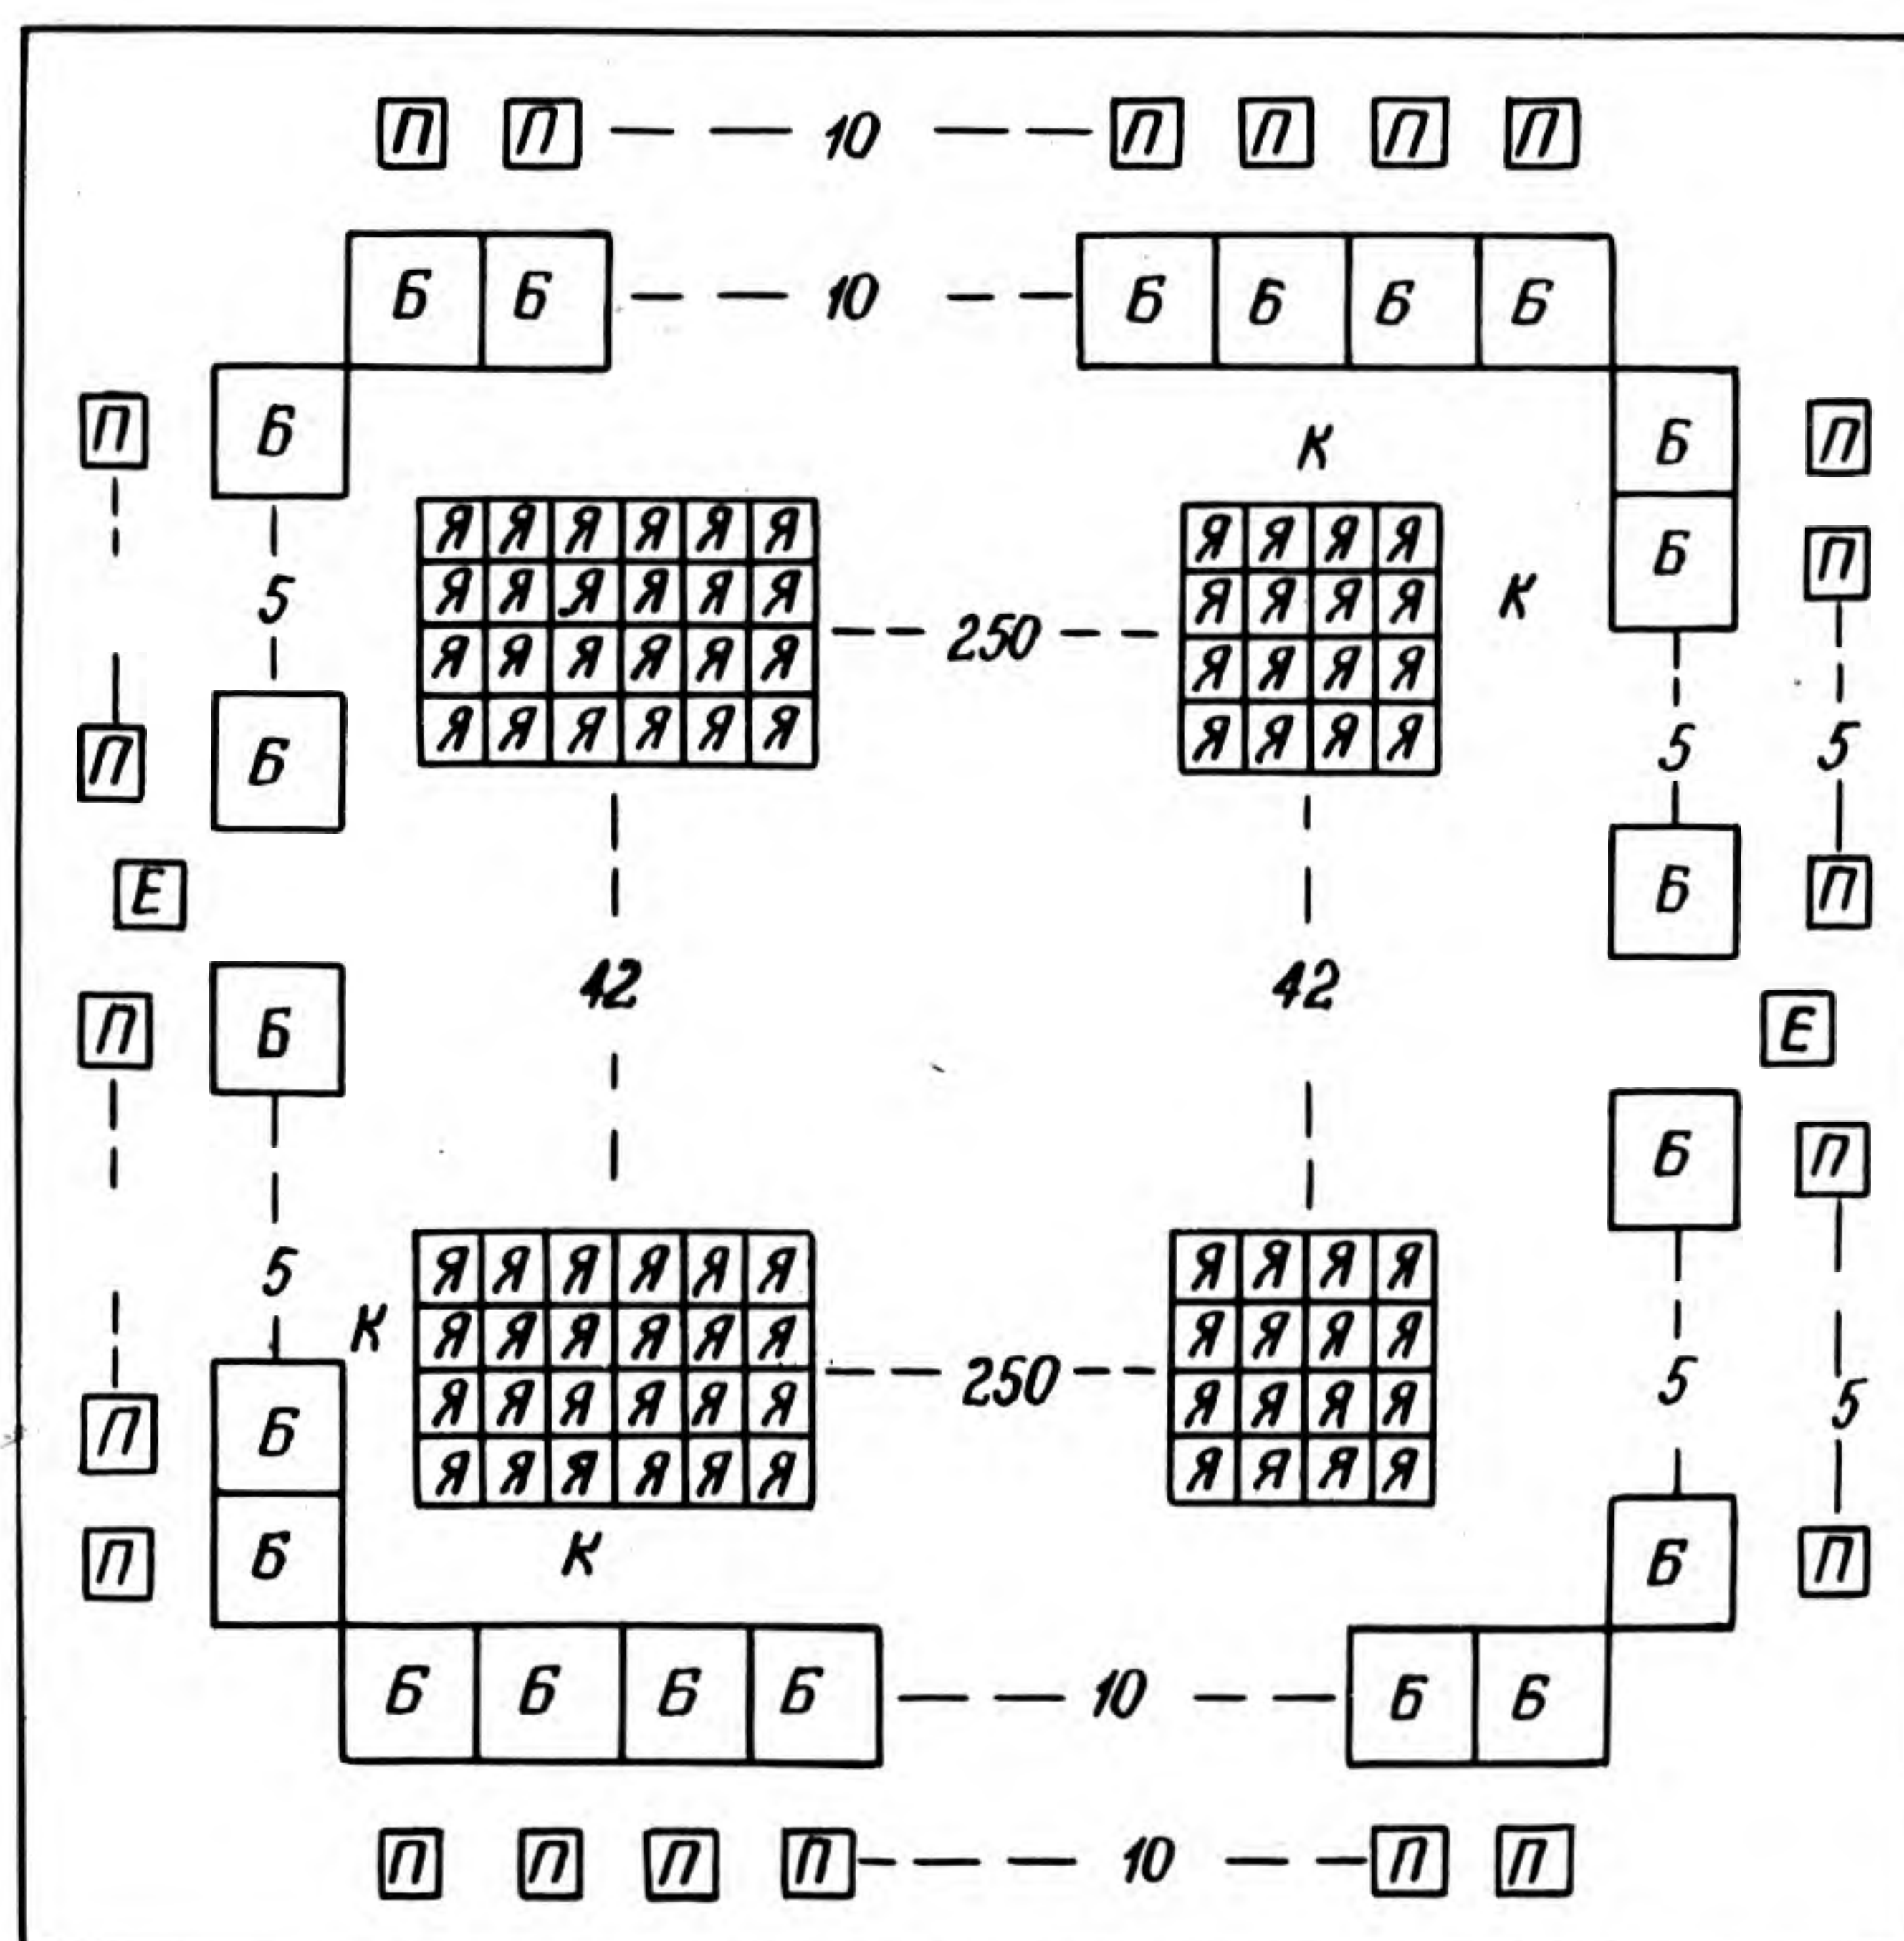 П П 10 П П П П
Б Б 10 Б Б Б Б
П Б К Б П
Я Я Я Я Я Я Я Я Я Я
Б П
5 Я Я Я Я Я Я 250 Я Я Я Я К
Я Я Я Я Я Я Я Я Я Я
Я Я Я Я Я Я Я Я Я Я
П Б 5 5
Е Б П
42 42
П Б Е
Б П
Я Я Я Я Я Я Я Я Я Я
5
К Я Я Я Я Я Я 250 Я Я Я Я 5
Я Я Я Я Я Я Я Я Я Я 5
П Б
Я Я Я Я Я Я Я Я Я Я
П Б К Б П
Б Б Б Б 10 Б Б
П П П П 10 П П